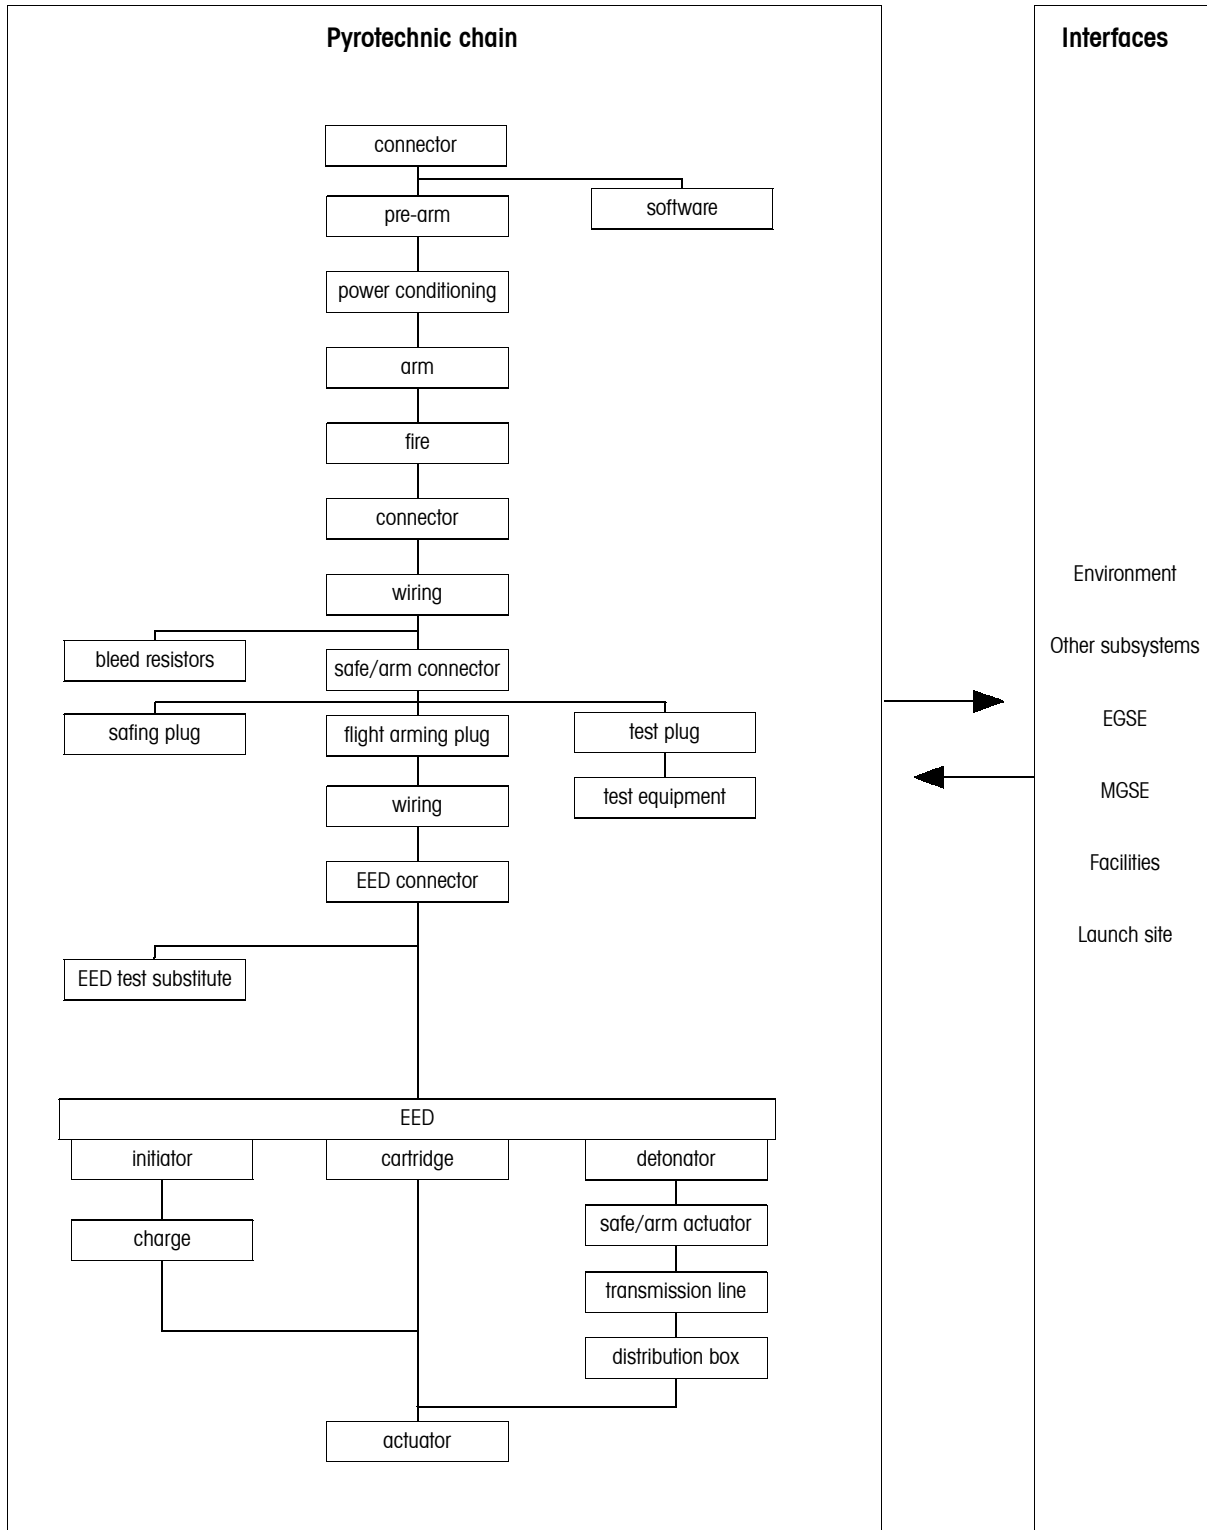 Pyrotechnic chain
Interfaces
connector
software
pre-arm
power conditioning
arm
fire
connector
wiring
bleed resistors
safe/arm connector
safing plug
flight arming plug
test plug
wiring
test equipment
EED connector
EED test substitute
EED
initiator
cartridge
detonator
charge
safe/arm actuator
transmission line
distribution box
actuator
Environment
Other subsystems
EGSE
MGSE
Facilities
Launch site